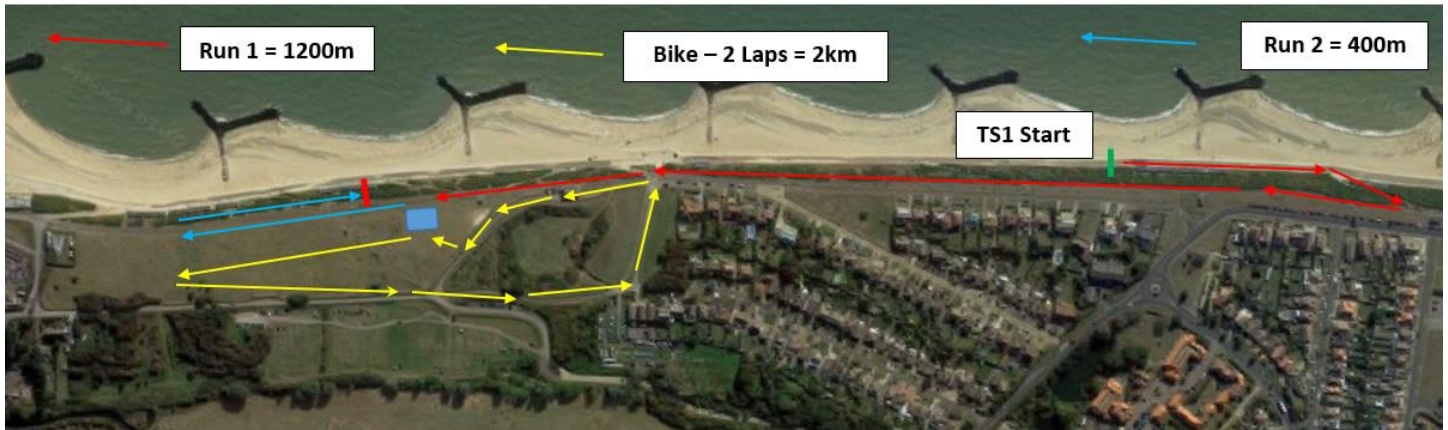 Run 1 = 1200m
Bike – 2 Laps = 2km
Run 2 = 400m
TS1 Start